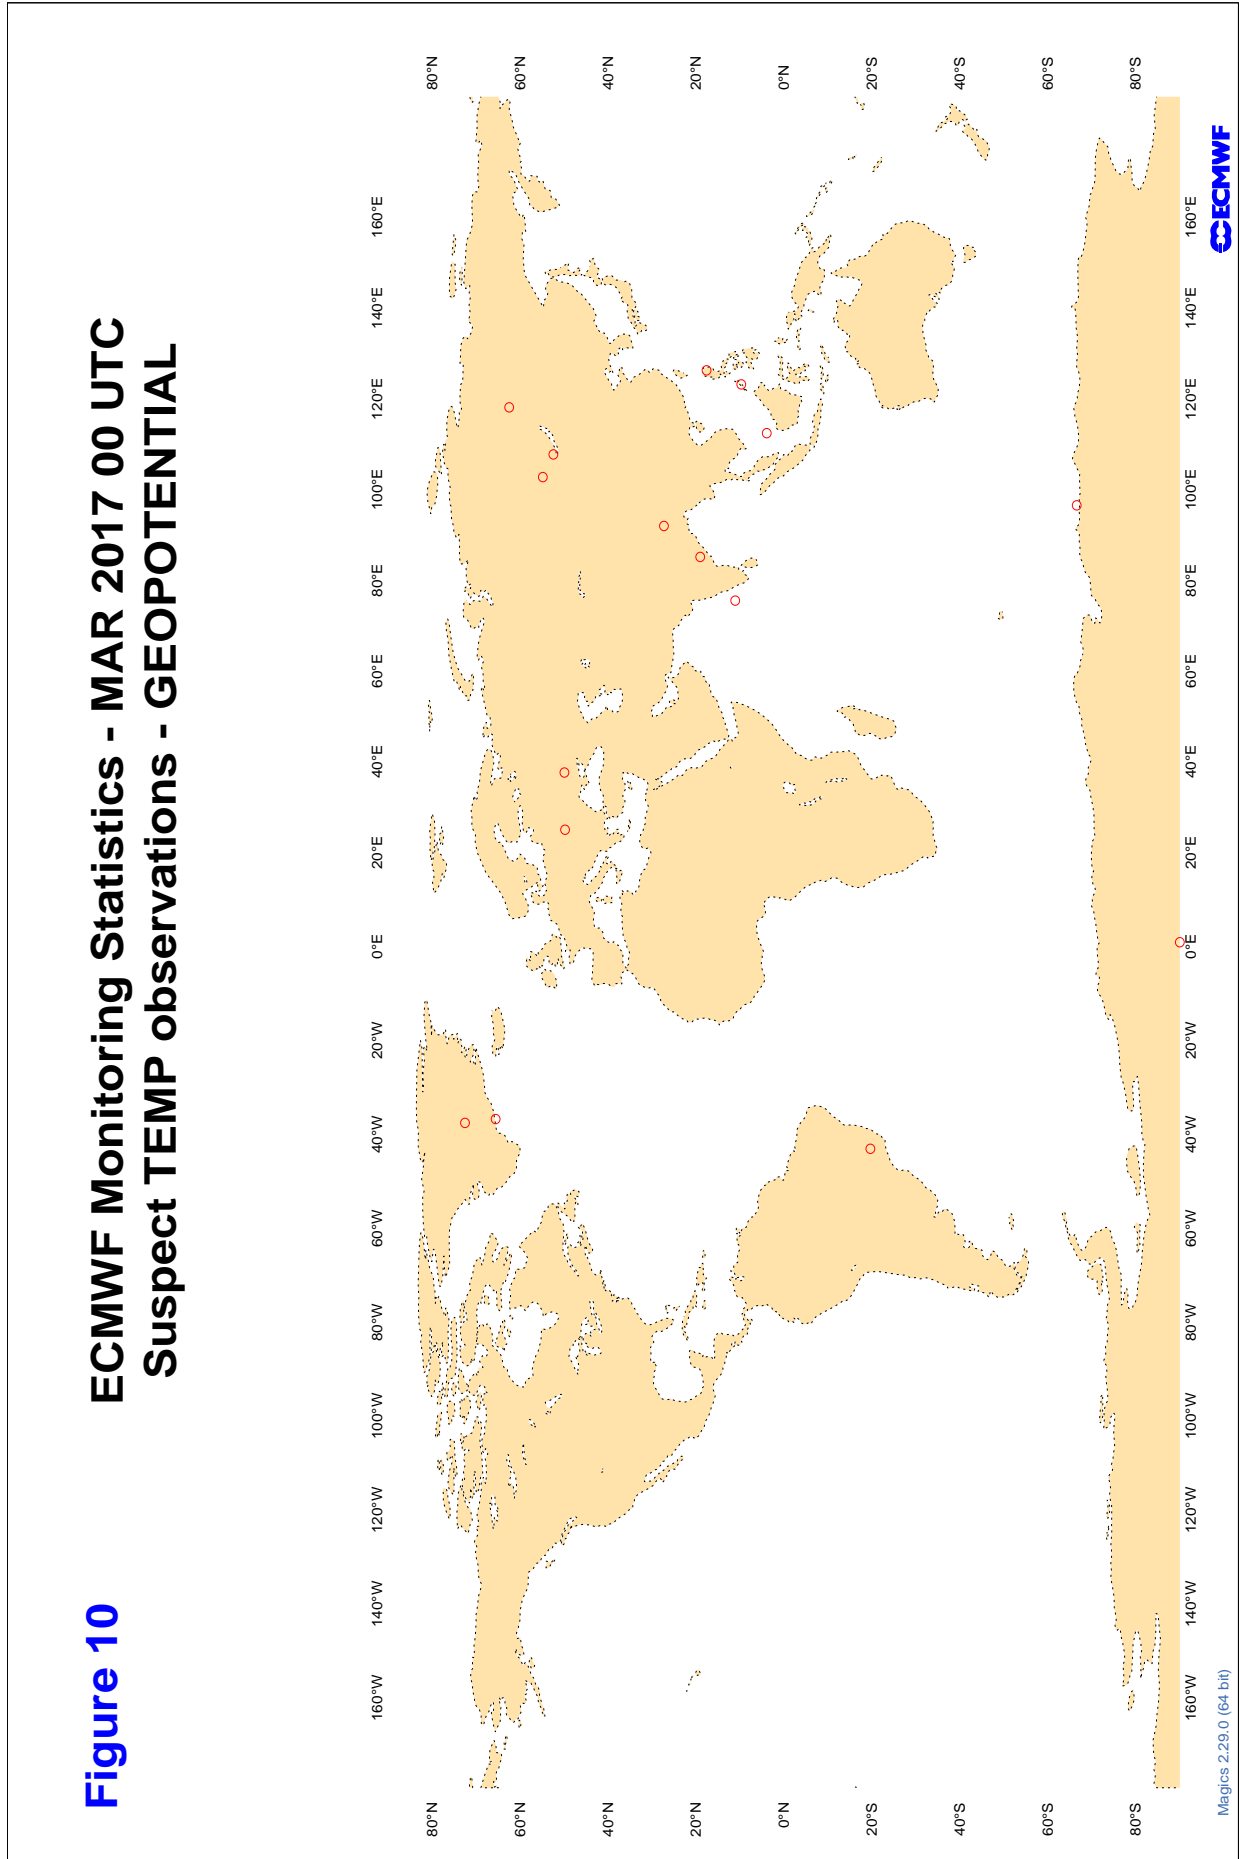 Figure 10
ECMWF Monitoring Statistics - MAR 2017 00 UTC
Suspect TEMP observations - GEOPOTENTIAL
160°W 140°W 120°W 100°W 80°W 60°W 40°W 20°W 0°E 20°E 40°E 60°E 80°E 100°E 120°E 140°E 160°E
80°N 80°N
60°N 60°N
40°N 40°N
20°N 20°N
0°N 0°N
20°S 20°S
40°S 40°S
60°S 60°S
80°S 80°S
160°W 140°W 120°W 100°W 80°W 60°W 40°W 20°W 0°E 20°E 40°E 60°E 80°E 100°E 120°E 140°E 160°E
Magics 2.29.0 (64 bit)
ECMWF